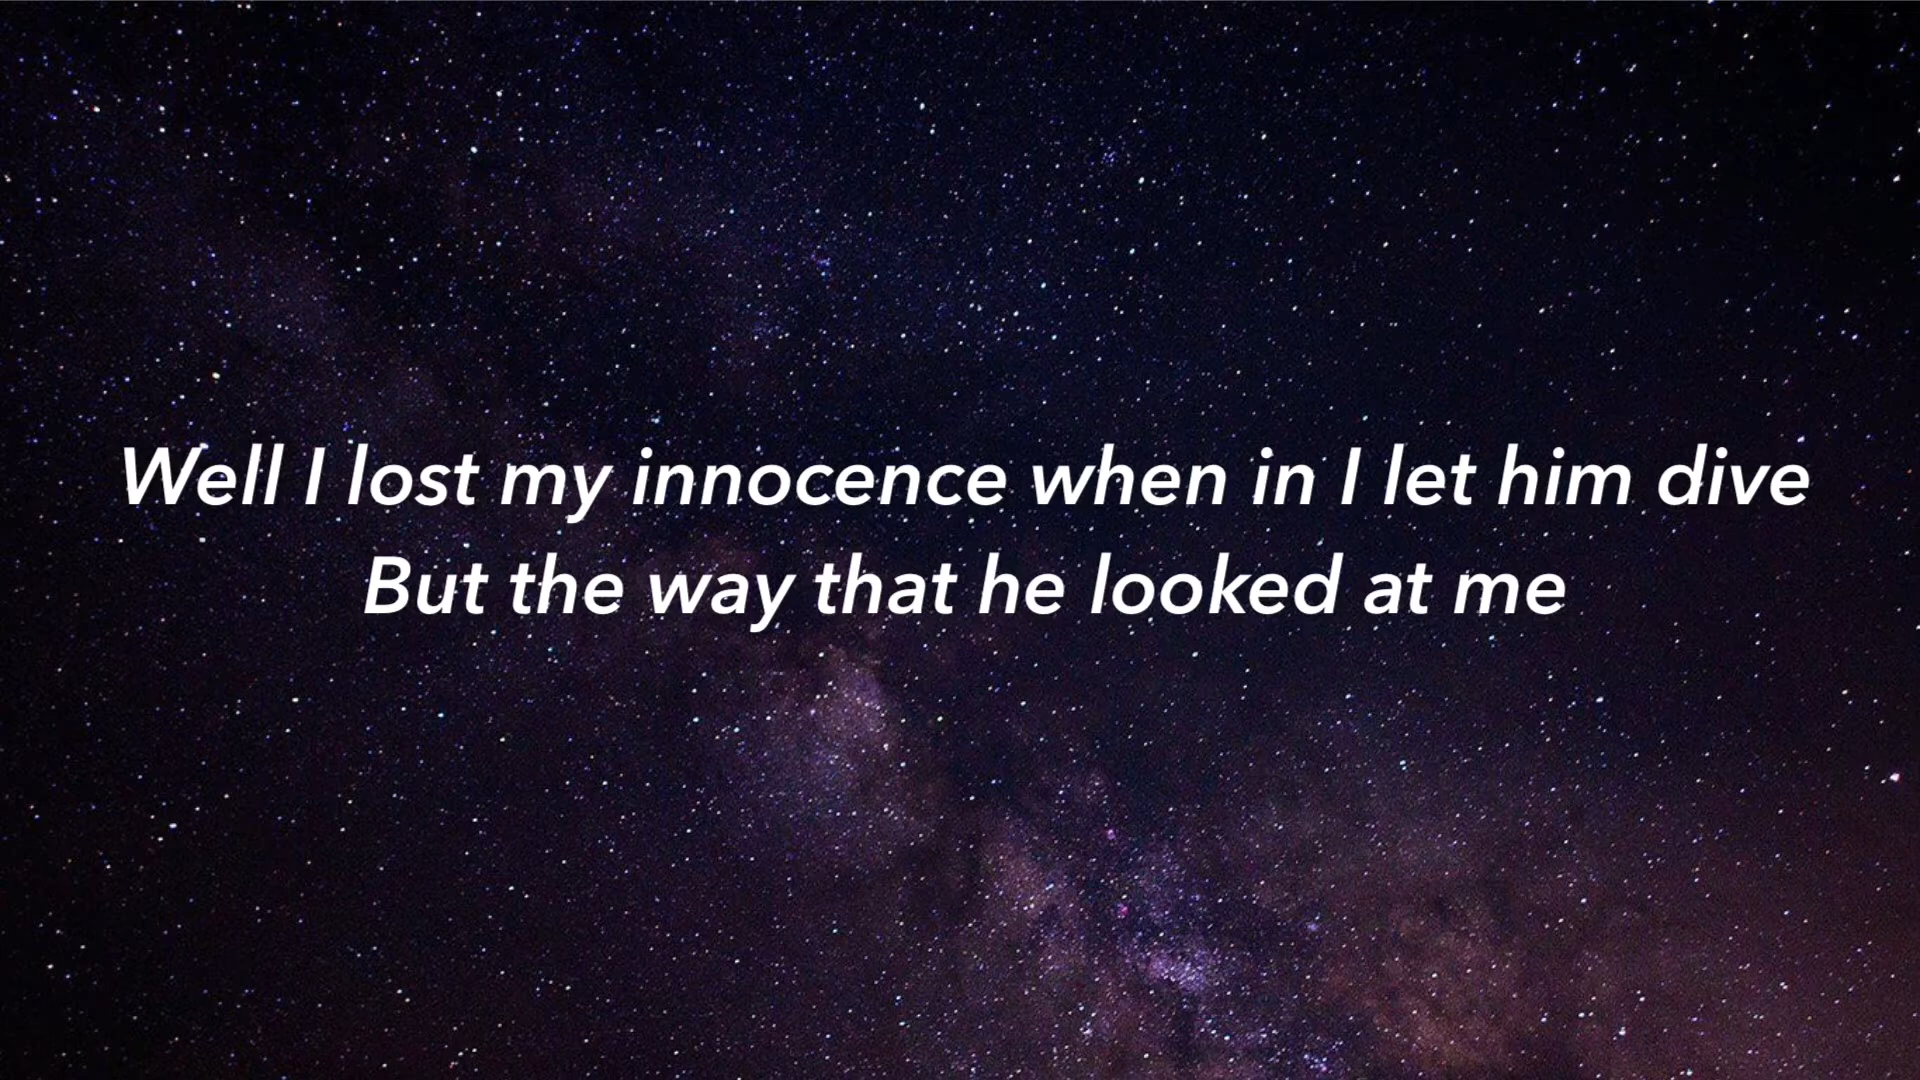 Well I lost my innocence when in I let him dive
But the way that he looked at me